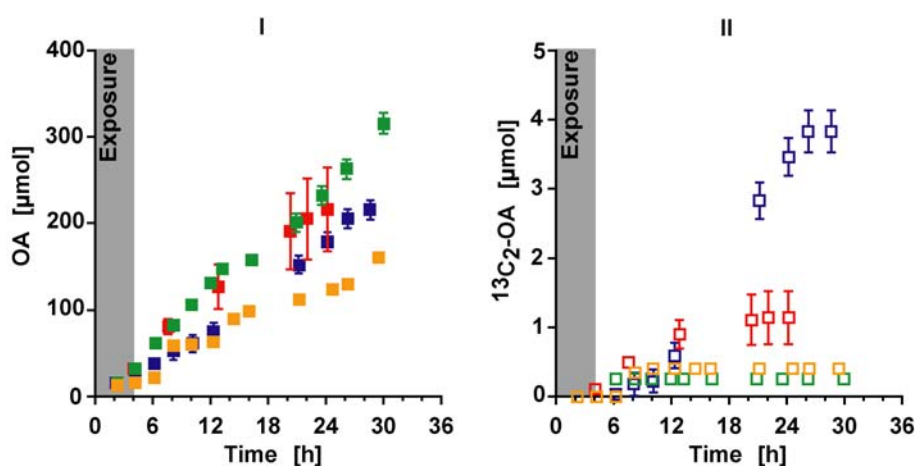 I
400
300
200
100
0
OA [µmol]
Exposure
0 6 12 18 24 30 36
Time [h]
II
5
4
3
2
1
0
13C2-OA [µmol]
Exposure
0 6 12 18 24 30 36
Time [h]